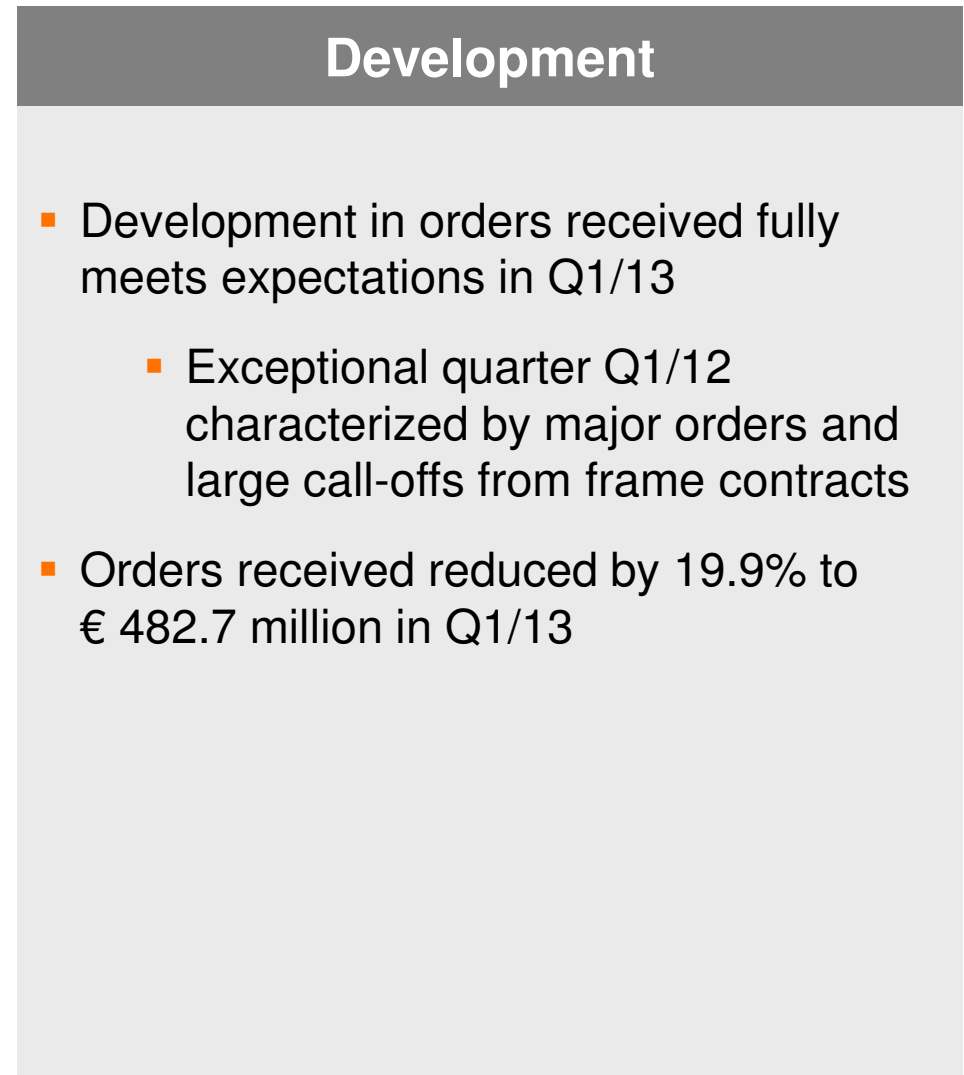 Development
▪ Development in orders received fully
meets expectations in Q1/13
▪ Exceptional quarter Q1/12
characterized by major orders and
large call-offs from frame contracts
▪ Orders received reduced by 19.9% to
€ 482.7 million in Q1/13